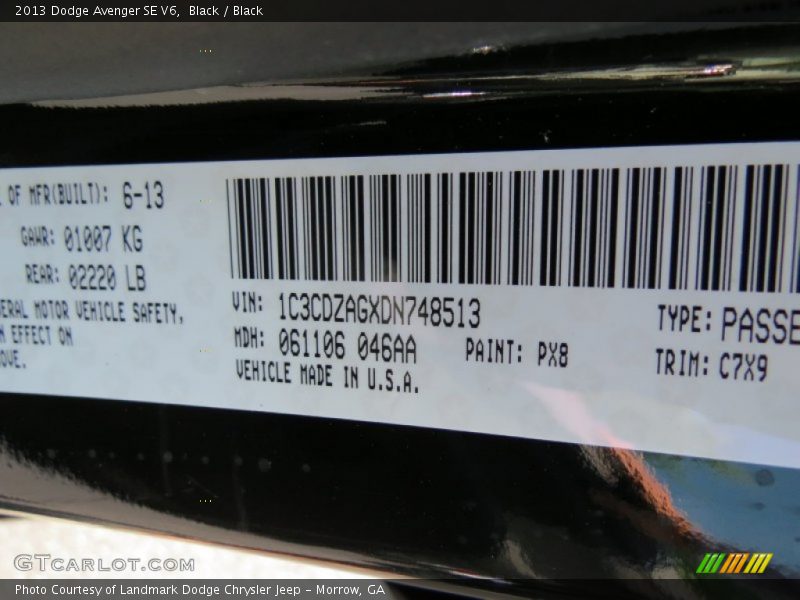 2013 Dodge Avenger SE V6,  Black / Black
OF MFR(BUILT): 6-13
GAWR: 01007 KG
REAR: 02220 LB
ERAL MOTOR VEHICLE SAFETY,
N EFFECT ON
OVE.
VIN: 1C3CDZAGXDN748513
MDH: 061106 046AA
PAINT: PX8
VEHICLE MADE IN U.S.A.
TYPE: PASSE
TRIM: C7X9
GTCARLOT.COM
Photo Courtesy of Landmark Dodge Chrysler Jeep – Morrow, GA